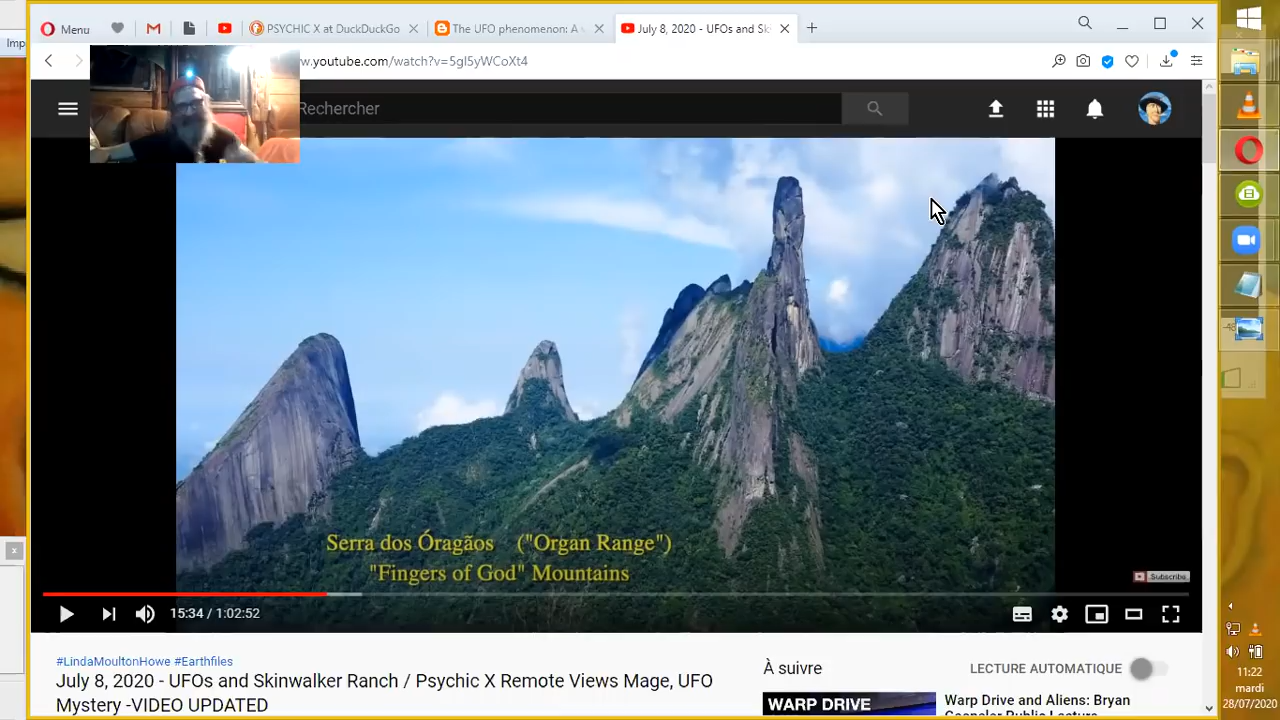 Menu
PSYCHIC X at DuckDuckGo
The UFO phenomenon: A
July 8, 2020 - UFOs and Sk
Imp
w.youtube.com/watch?v=5gI5yWCoXt4
Rechercher
Serra dos Óragãos ("Organ Range")
"Fingers of God" Mountains
Subscribe
15:34 / 1:02:52
#LindaMoultonHowe #Earthfiles
July 8, 2020 - UFOs and Skinwalker Ranch / Psychic X Remote Views Mage, UFO
Mystery -VIDEO UPDATED
À suivre
LECTURE AUTOMATIQUE
WARP DRIVE
Warp Drive and Aliens: Bryan
11:22
mardi
28/07/2020